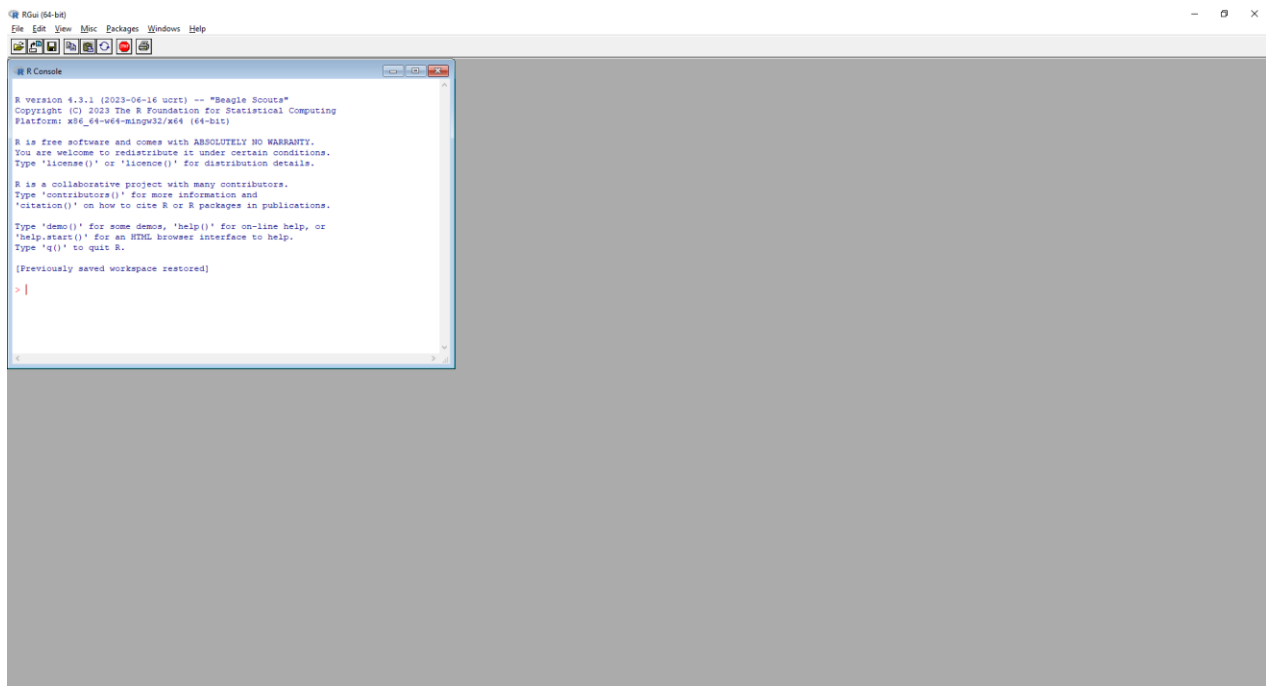 RGui (64-bit)
File Edit View Misc Packages Windows Help
STOP
R Console
R version 4.3.1 (2023-06-16 ucrt) -- "Beagle Scouts"
Copyright (C) 2023 The R Foundation for Statistical Computing
Platform: x86_64-w64-mingw32/x64 (64-bit)
R is free software and comes with ABSOLUTELY NO WARRANTY.
You are welcome to redistribute it under certain conditions.
Type 'license()' or 'licence()' for distribution details.
R is a collaborative project with many contributors.
Type 'contributors()' for more information and
'citation()' on how to cite R or R packages in publications.
Type 'demo()' for some demos, 'help()' for on-line help, or
'help.start()' for an HTML browser interface to help.
Type 'q()' to quit R.
[Previously saved workspace restored]
>